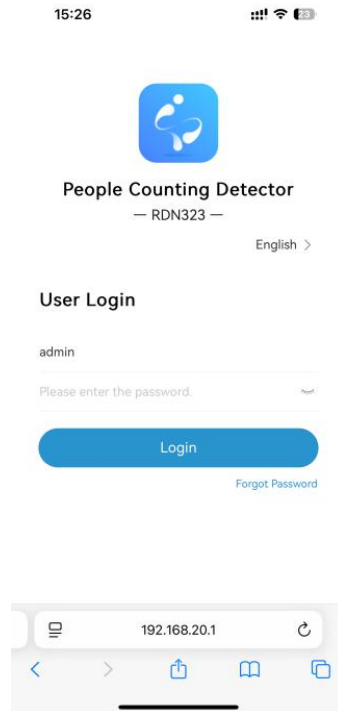 15:26
23
People Counting Detector
— RDN323 —
English >
User Login
admin
Please enter the password.
Login
Forgot Password
192.168.20.1